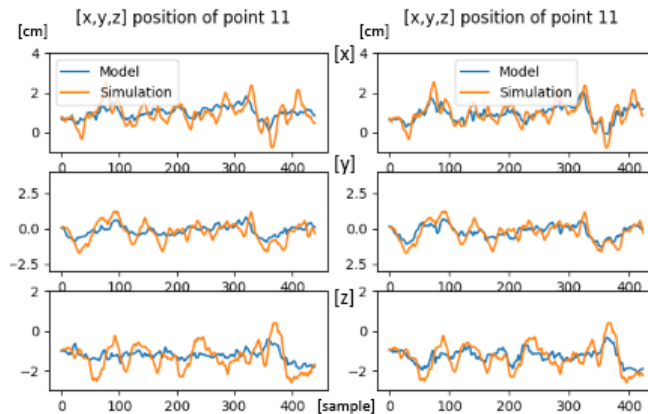 [x,y,z] position of point 11 [x,y,z] position of point 11
[cm] [x] [cm]
4 4
Model Model
Simulation Simulation
2 2
0 0
0 100 200 300 400 0 100 200 300 400
[y]
2.5 2.5
0.0 0.0
−2.5 −2.5
0 100 200 300 400 0 100 200 300 400
2 [z] 2
0 0
−2 −2
0 100 200 300 400 [sample] 0 100 200 300 400